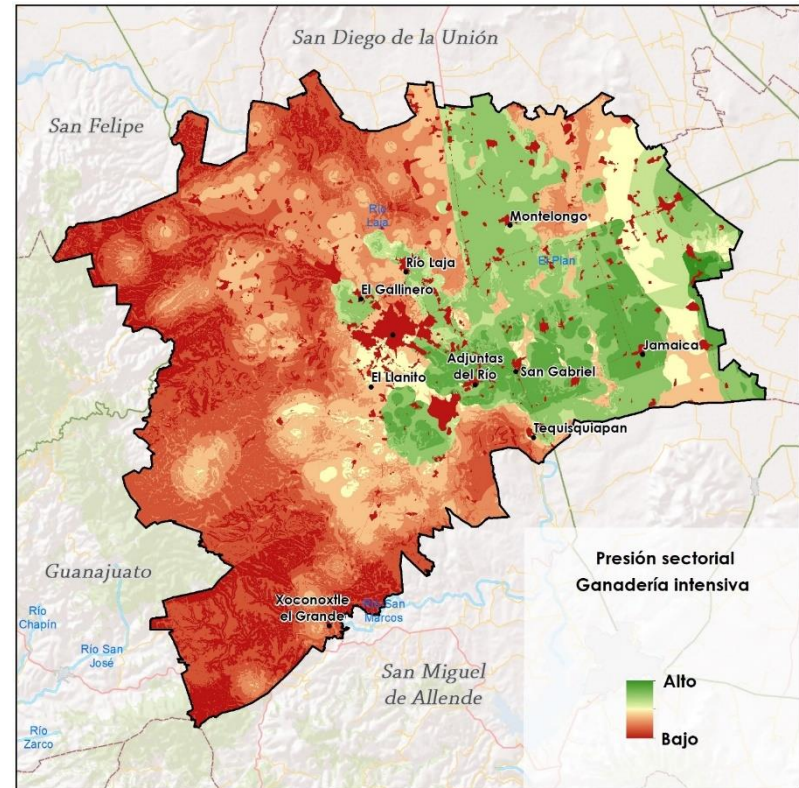 San Diego de la Unión
San Felipe
Río
Laja
Montelongo
El Plan
Río Laja
El Gallinero
Jamaica
Adjuntas
del Río
San Gabriel
El Llanito
Tequisquiapan
Guanajuato
Xoconoxtle
el Grande
Río San
Marcos
Río
Chapín
Río San
José
San Miguel
de Allende
Río
Zarco
Presión sectorial
Ganadería intensiva
Alto
Bajo